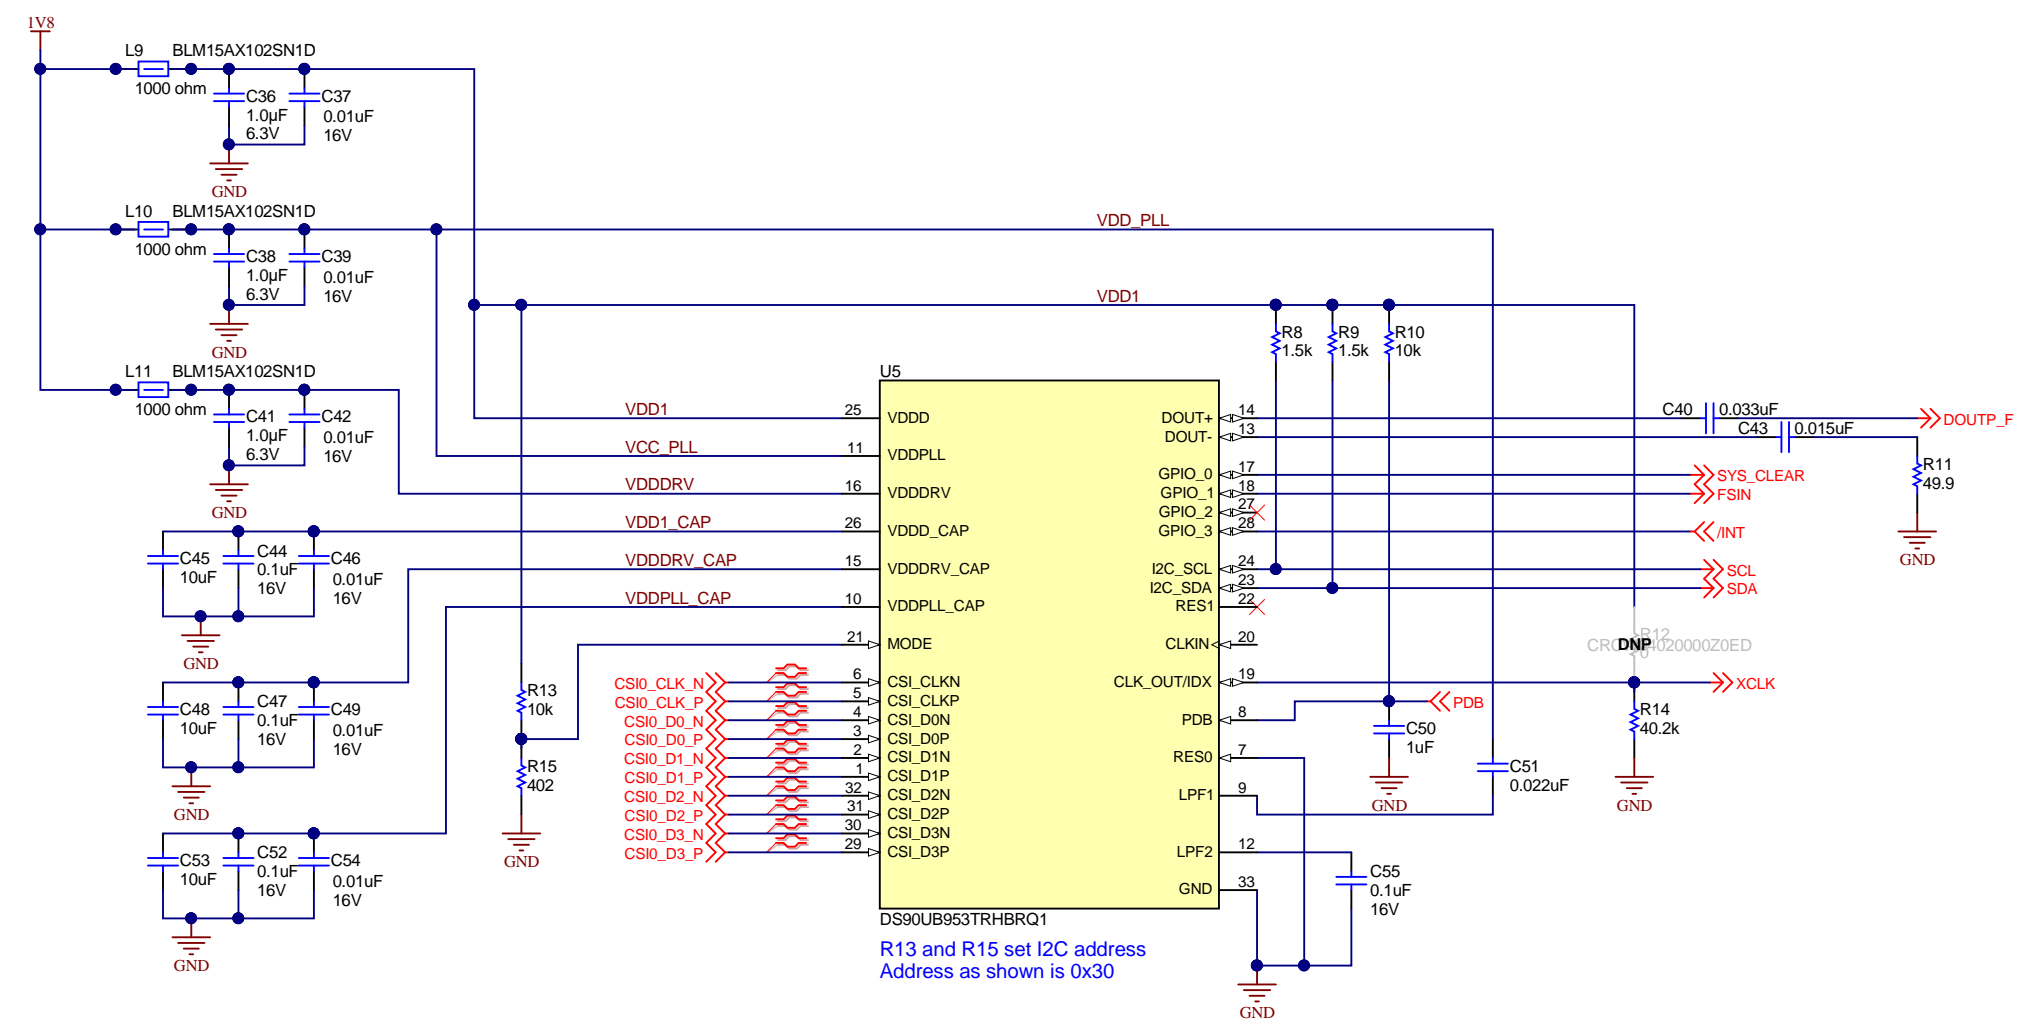 1V8
L9 BLM15AX102SN1D
1000 ohm
C36
1.0µF
6.3V
C37
0.01uF
16V
GND
L10 BLM15AX102SN1D
1000 ohm
C38
1.0µF
6.3V
C39
0.01uF
16V
GND
L11 BLM15AX102SN1D
1000 ohm
C41
1.0µF
6.3V
C42
0.01uF
16V
GND
C45
10uF
C44
0.1uF
16V
C46
0.01uF
16V
GND
C48
10uF
C47
0.1uF
16V
C49
0.01uF
16V
GND
C53
10uF
C52
0.1uF
16V
C54
0.01uF
16V
GND
VDD_PLL
VDD1
R13
10k
R15
402
GND
VDD1
VCC_PLL
VDDDRV
VDD1_CAP
VDDDRV_CAP
VDDPLL_CAP
CSI0_CLK_N
CSI0_CLK_P
CSI0_D0_N
CSI0_D0_P
CSI0_D1_N
CSI0_D1_P
CSI0_D2_N
CSI0_D2_P
CSI0_D3_N
CSI0_D3_P
U5
25 VDDD
11 VDDPLL
16 VDDDRV
26 VDDD_CAP
15 VDDDRV_CAP
10 VDDPLL_CAP
21 MODE
6 CSI_CLKN
5 CSI_CLKP
4 CSI_D0N
3 CSI_D0P
2 CSI_D1N
1 CSI_D1P
32 CSI_D2N
31 CSI_D2P
30 CSI_D3N
29 CSI_D3P
DOUT+ 14
DOUT- 13
GPIO_0 17
GPIO_1 18
GPIO_2 27
GPIO_3 28
I2C_SCL 24
I2C_SDA 23
RES1 22
CLKIN 20
CLK_OUT/IDX 19
PDB 8
RES0 7
LPF1 9
LPF2 12
GND 33
DS90UB953TRHBRQ1
R13 and R15 set I2C address
Address as shown is 0x30
R8
1.5k
R9
1.5k
R10
10k
C40 0.033uF
DOUTP_F
C43 0.015uF
R11
49.9
GND
SYS_CLEAR
FSIN
/INT
SCL
SDA
R12
DNP
0
XCLK
R14
40.2k
GND
PDB
C50
1uF
GND
C51
0.022uF
C55
0.1uF
16V
GND